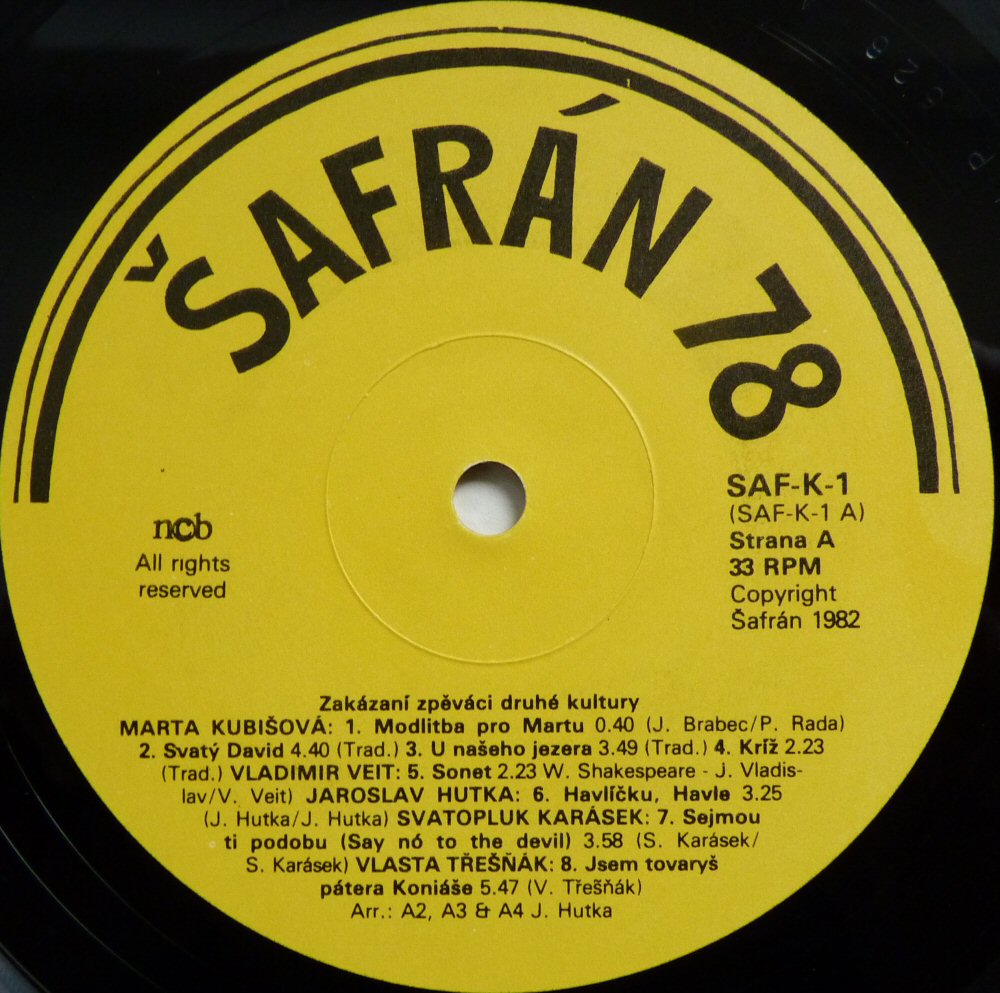 ŠAFRÁN 78
ncb
All rights
reserved
SAF-K-1
(SAF-K-1 A)
Strana A
33 RPM
Copyright
Šafrán 1982
Zakázaní zpěváci druhé kultury
MARTA KUBIŠOVÁ: 1. Modlitba pro Martu 0.40 (J. Brabec/P. Rada)
2. Svatý David 4.40 (Trad.) 3. U našeho jezera 3.49 (Trad.) 4. Kríž 2.23
(Trad.) VLADIMIR VEIT: 5. Sonet 2.23 W. Shakespeare - J. Vladis-
lav/V. Veit) JAROSLAV HUTKA: 6. Havlíčku, Havle 3.25
(J. Hutka/J. Hutka) SVATOPLUK KARÁSEK: 7. Sejmou
ti podobu (Say nó to the devil) 3.58 (S. Karásek/
S. Karásek) VLASTA TŘEŠŇÁK: 8. Jsem tovaryš
pátera Koniáše 5.47 (V. Třešňák)
Arr.: A2, A3 & A4 J. Hutka